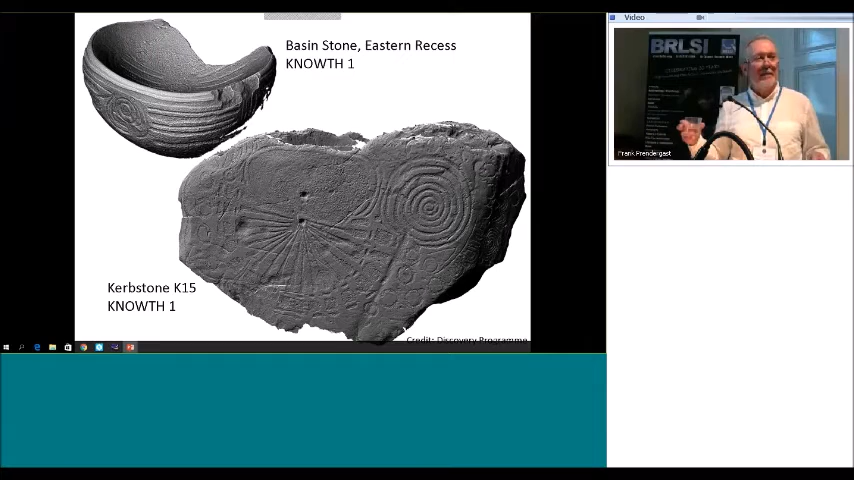 Basin Stone, Eastern Recess
KNOWTH 1
Kerbstone K15
KNOWTH 1
Credit: Discovery Programme
Video
BRLSI
Frank Prendergast